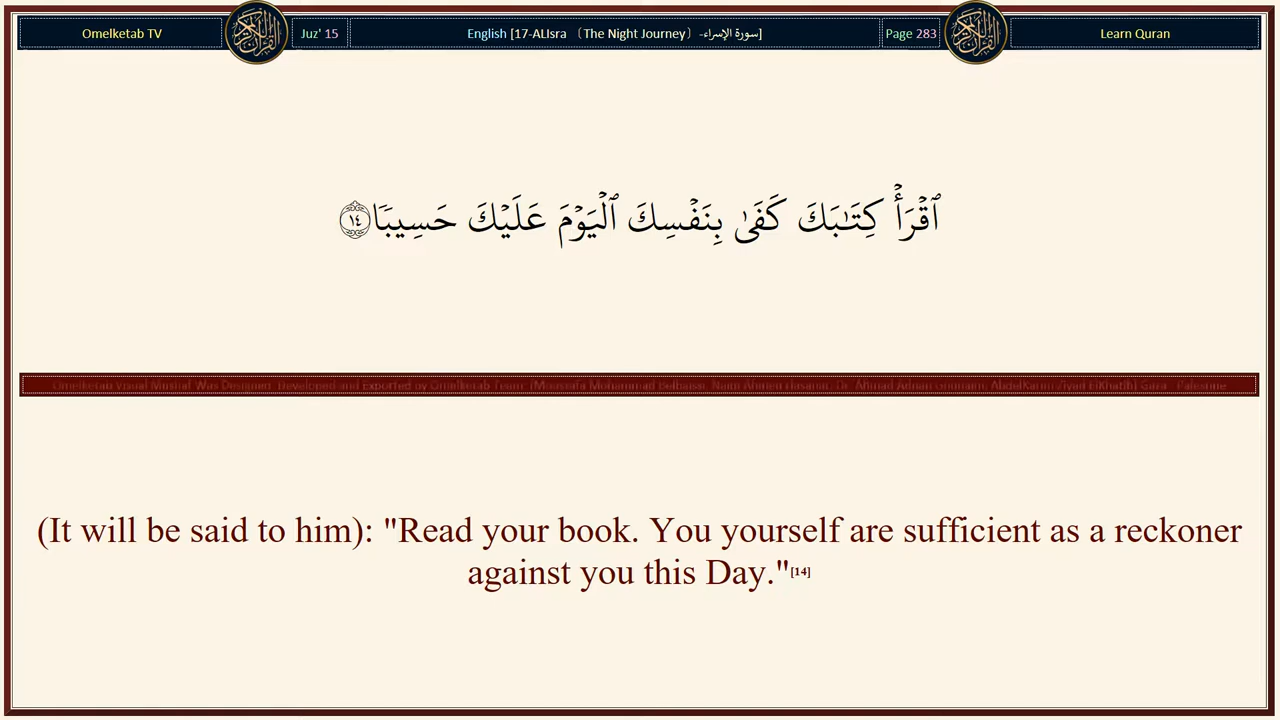 Omelketab TV
Juz' 15
English [17-ALIsra 〔The Night Journey〕 -سورة الإسراء]
Page 283
Learn Quran
ٱقۡرَأۡ كِتَٰبَكَ كَفَىٰ بِنَفۡسِكَ ٱلۡيَوۡمَ عَلَيۡكَ حَسِيبٗا ١٤
(It will be said to him): "Read your book. You yourself are sufficient as a reckoner
against you this Day."[14]